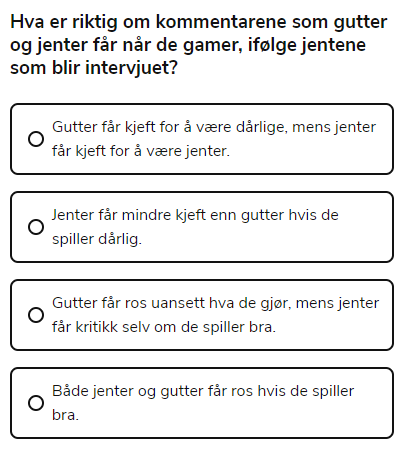 Hva er riktig om kommentarene som gutter
og jenter får når de gamer, ifølge jentene
som blir intervjuet?
Gutter får kjeft for å være dårlige, mens jenter
får kjeft for å være jenter.
Jenter får mindre kjeft enn gutter hvis de
spiller dårlig.
Gutter får ros uansett hva de gjør, mens jenter
får kritikk selv om de spiller bra.
Både jenter og gutter får ros hvis de spiller
bra.